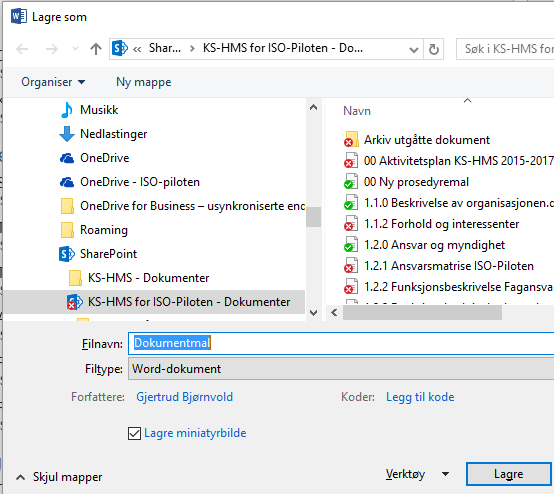 Lagre som
« Shar... > KS-HMS for ISO-Piloten - Do...
Søk i KS-HMS for
Organiser
Ny mappe
Musikk
Nedlastinger
OneDrive
OneDrive - ISO-piloten
OneDrive for Business – usynkroniserte end
Roaming
SharePoint
KS-HMS - Dokumenter
KS-HMS for ISO-Piloten - Dokumenter
Navn
Arkiv utgåtte dokument
00 Aktivitetsplan KS-HMS 2015-2017
00 Ny prosedyremal
1.1.0 Beskrivelse av organisasjonen.d
1.1.2 Forhold og interessenter
1.2.0 Ansvar og myndighet
1.2.1 Ansvarsmatrise ISO-Piloten
1.2.2 Funksjonsbeskrivelse Fagansva
Filnavn: Dokumentmal
Filtype: Word-dokument
Forfattere: Gjertrud Bjørnvold
Koder: Legg til kode
Lagre miniatyrbilde
Skjul mapper
Verktøy
Lagre